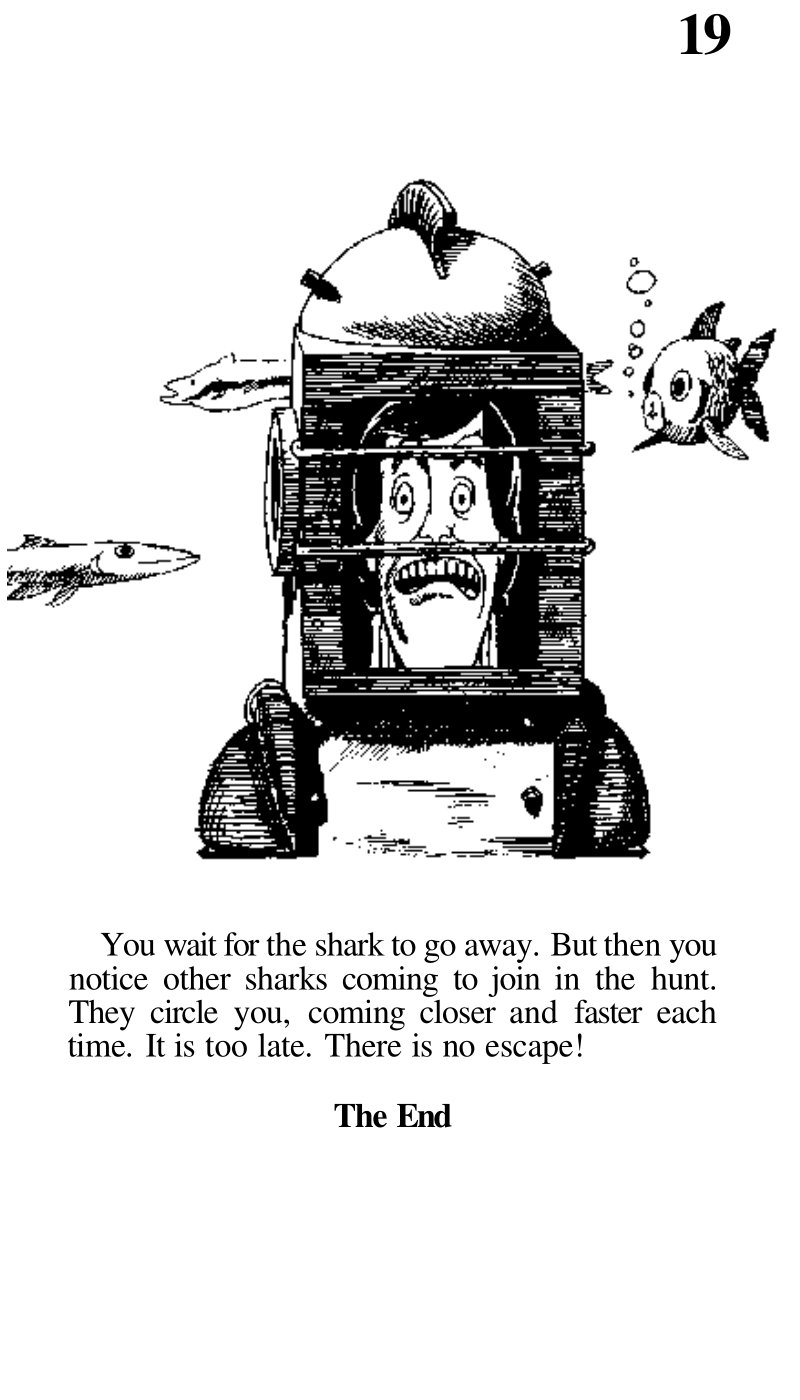 19
You wait for the shark to go away. But then you
notice other sharks coming to join in the hunt.
They circle you, coming closer and faster each
time. It is too late. There is no escape!
The End